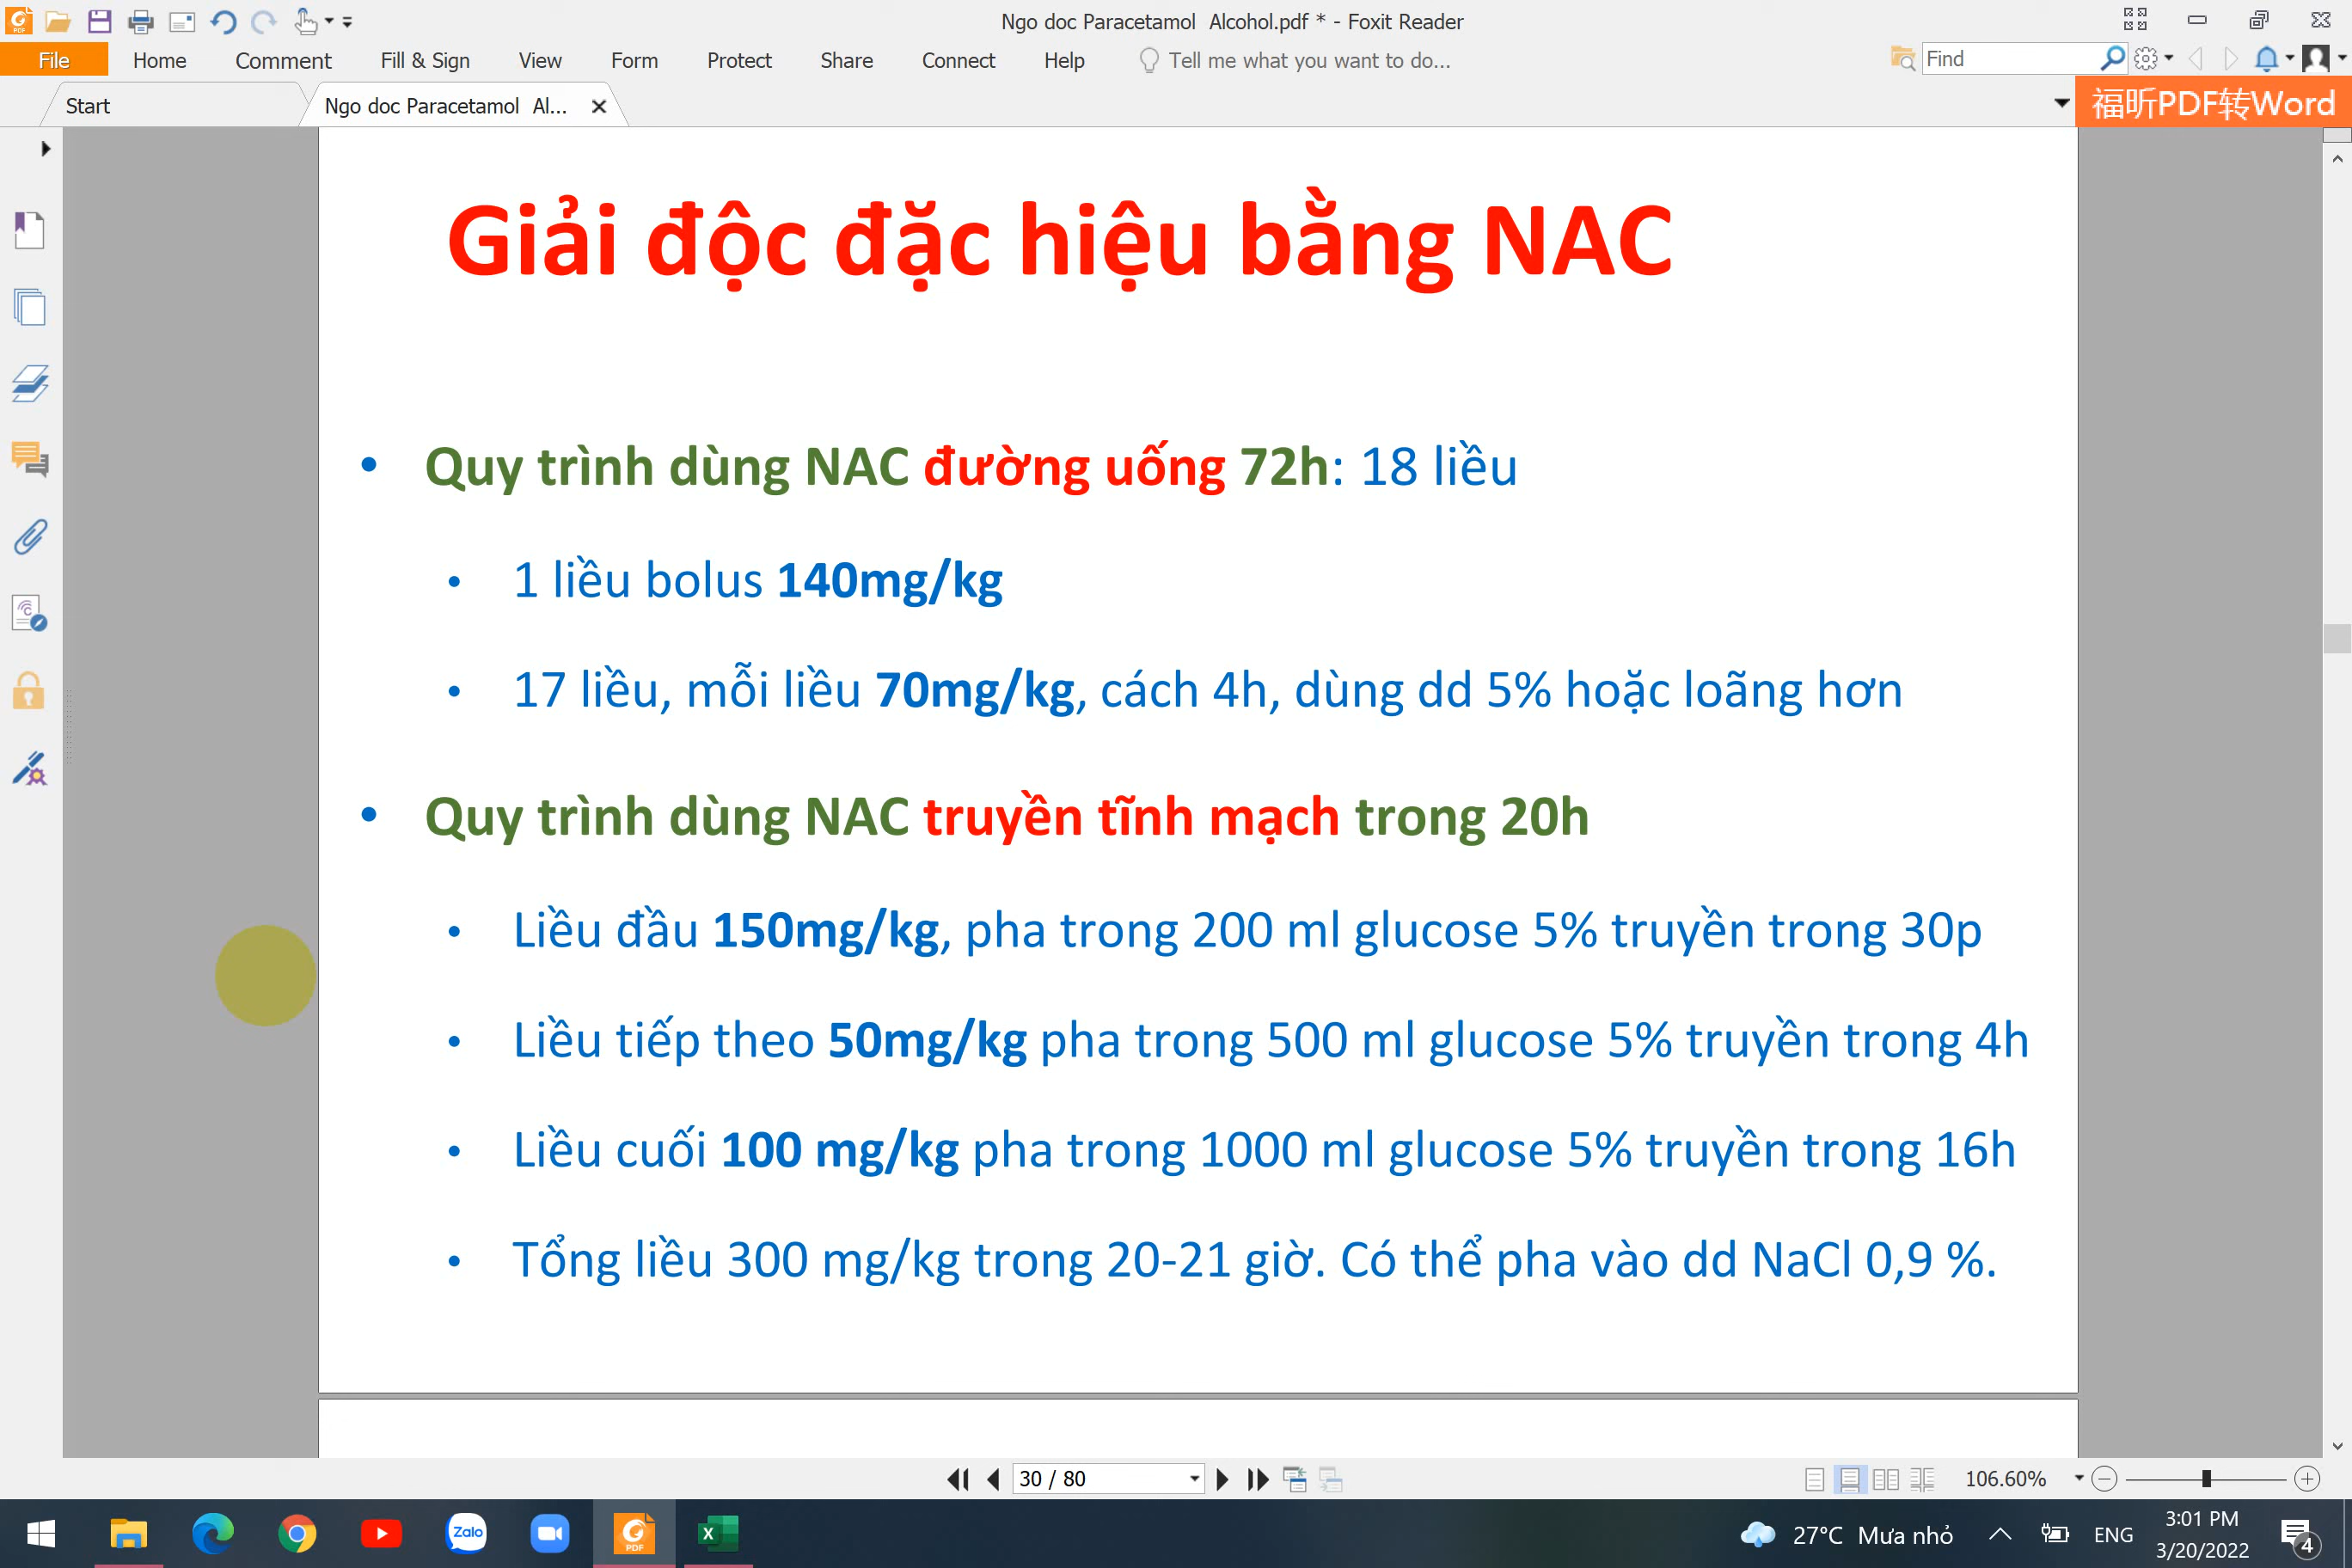 Ngo doc Paracetamol  Alcohol.pdf * - Foxit Reader
File Home Comment Fill & Sign View Form Protect Share Connect Help Tell me what you want to do... Find
Start Ngo doc Paracetamol  Al... 福昕PDF转Word
Giải độc đặc hiệu bằng NAC
• Quy trình dùng NAC đường uống 72h: 18 liều
• 1 liều bolus 140mg/kg
• 17 liều, mỗi liều 70mg/kg, cách 4h, dùng dd 5% hoặc loãng hơn
• Quy trình dùng NAC truyền tĩnh mạch trong 20h
• Liều đầu 150mg/kg, pha trong 200 ml glucose 5% truyền trong 30p
• Liều tiếp theo 50mg/kg pha trong 500 ml glucose 5% truyền trong 4h
• Liều cuối 100 mg/kg pha trong 1000 ml glucose 5% truyền trong 16h
• Tổng liều 300 mg/kg trong 20-21 giờ. Có thể pha vào dd NaCl 0,9 %.
30 / 80 106.60%
Zalo PDF X 27°C Mưa nhỏ ENG 3:01 PM
3/20/2022 4